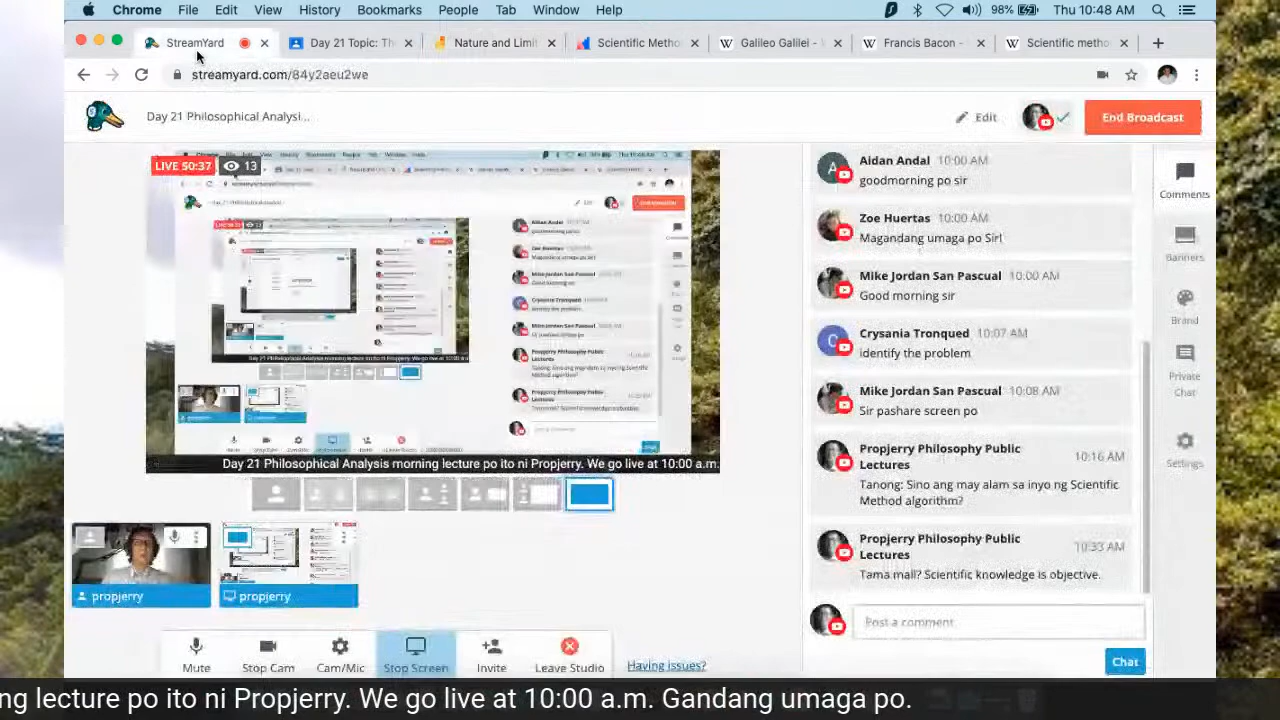 Chrome File Edit View History Bookmarks People Tab Window Help 98% Thu 10:48 AM
StreamYard Day 21 Topic: The Nature and Limit Scientific Metho Galileo Galilei - Francis Bacon - Scientific metho
streamyard.com/84y2aeu2we
Day 21 Philosophical Analysi... Edit End Broadcast
LIVE 50:37 13
Aidan Andal 10:00 AM
goodmorning po sir
Zoe Huertas 10:00 AM
Magandang umaga po Sir!
Mike Jordan San Pascual 10:00 AM
Good morning sir
Crysania Tronqued 10:07 AM
identify the problem
Mike Jordan San Pascual 10:08 AM
Sir pashare screen po
Propjerry Philosophy Public
Lectures 10:16 AM
Tanong: Sino ang may alam sa inyo ng Scientific
Method algorithm?
Propjerry Philosophy Public
Lectures 10:33 AM
Tama mali? Scientific knowledge is objective.
Post a comment
Chat
Comments
Banners
Brand
Private
Chat
Settings
Day 21 Philosophical Analysis morning lecture po ito ni Propjerry. We go live at 10:00 a.m.
propjerry propjerry
Mute Stop Cam Cam/Mic Stop Screen Invite Leave Studio Having issues?
ng lecture po ito ni Propjerry. We go live at 10:00 a.m. Gandang umaga po.